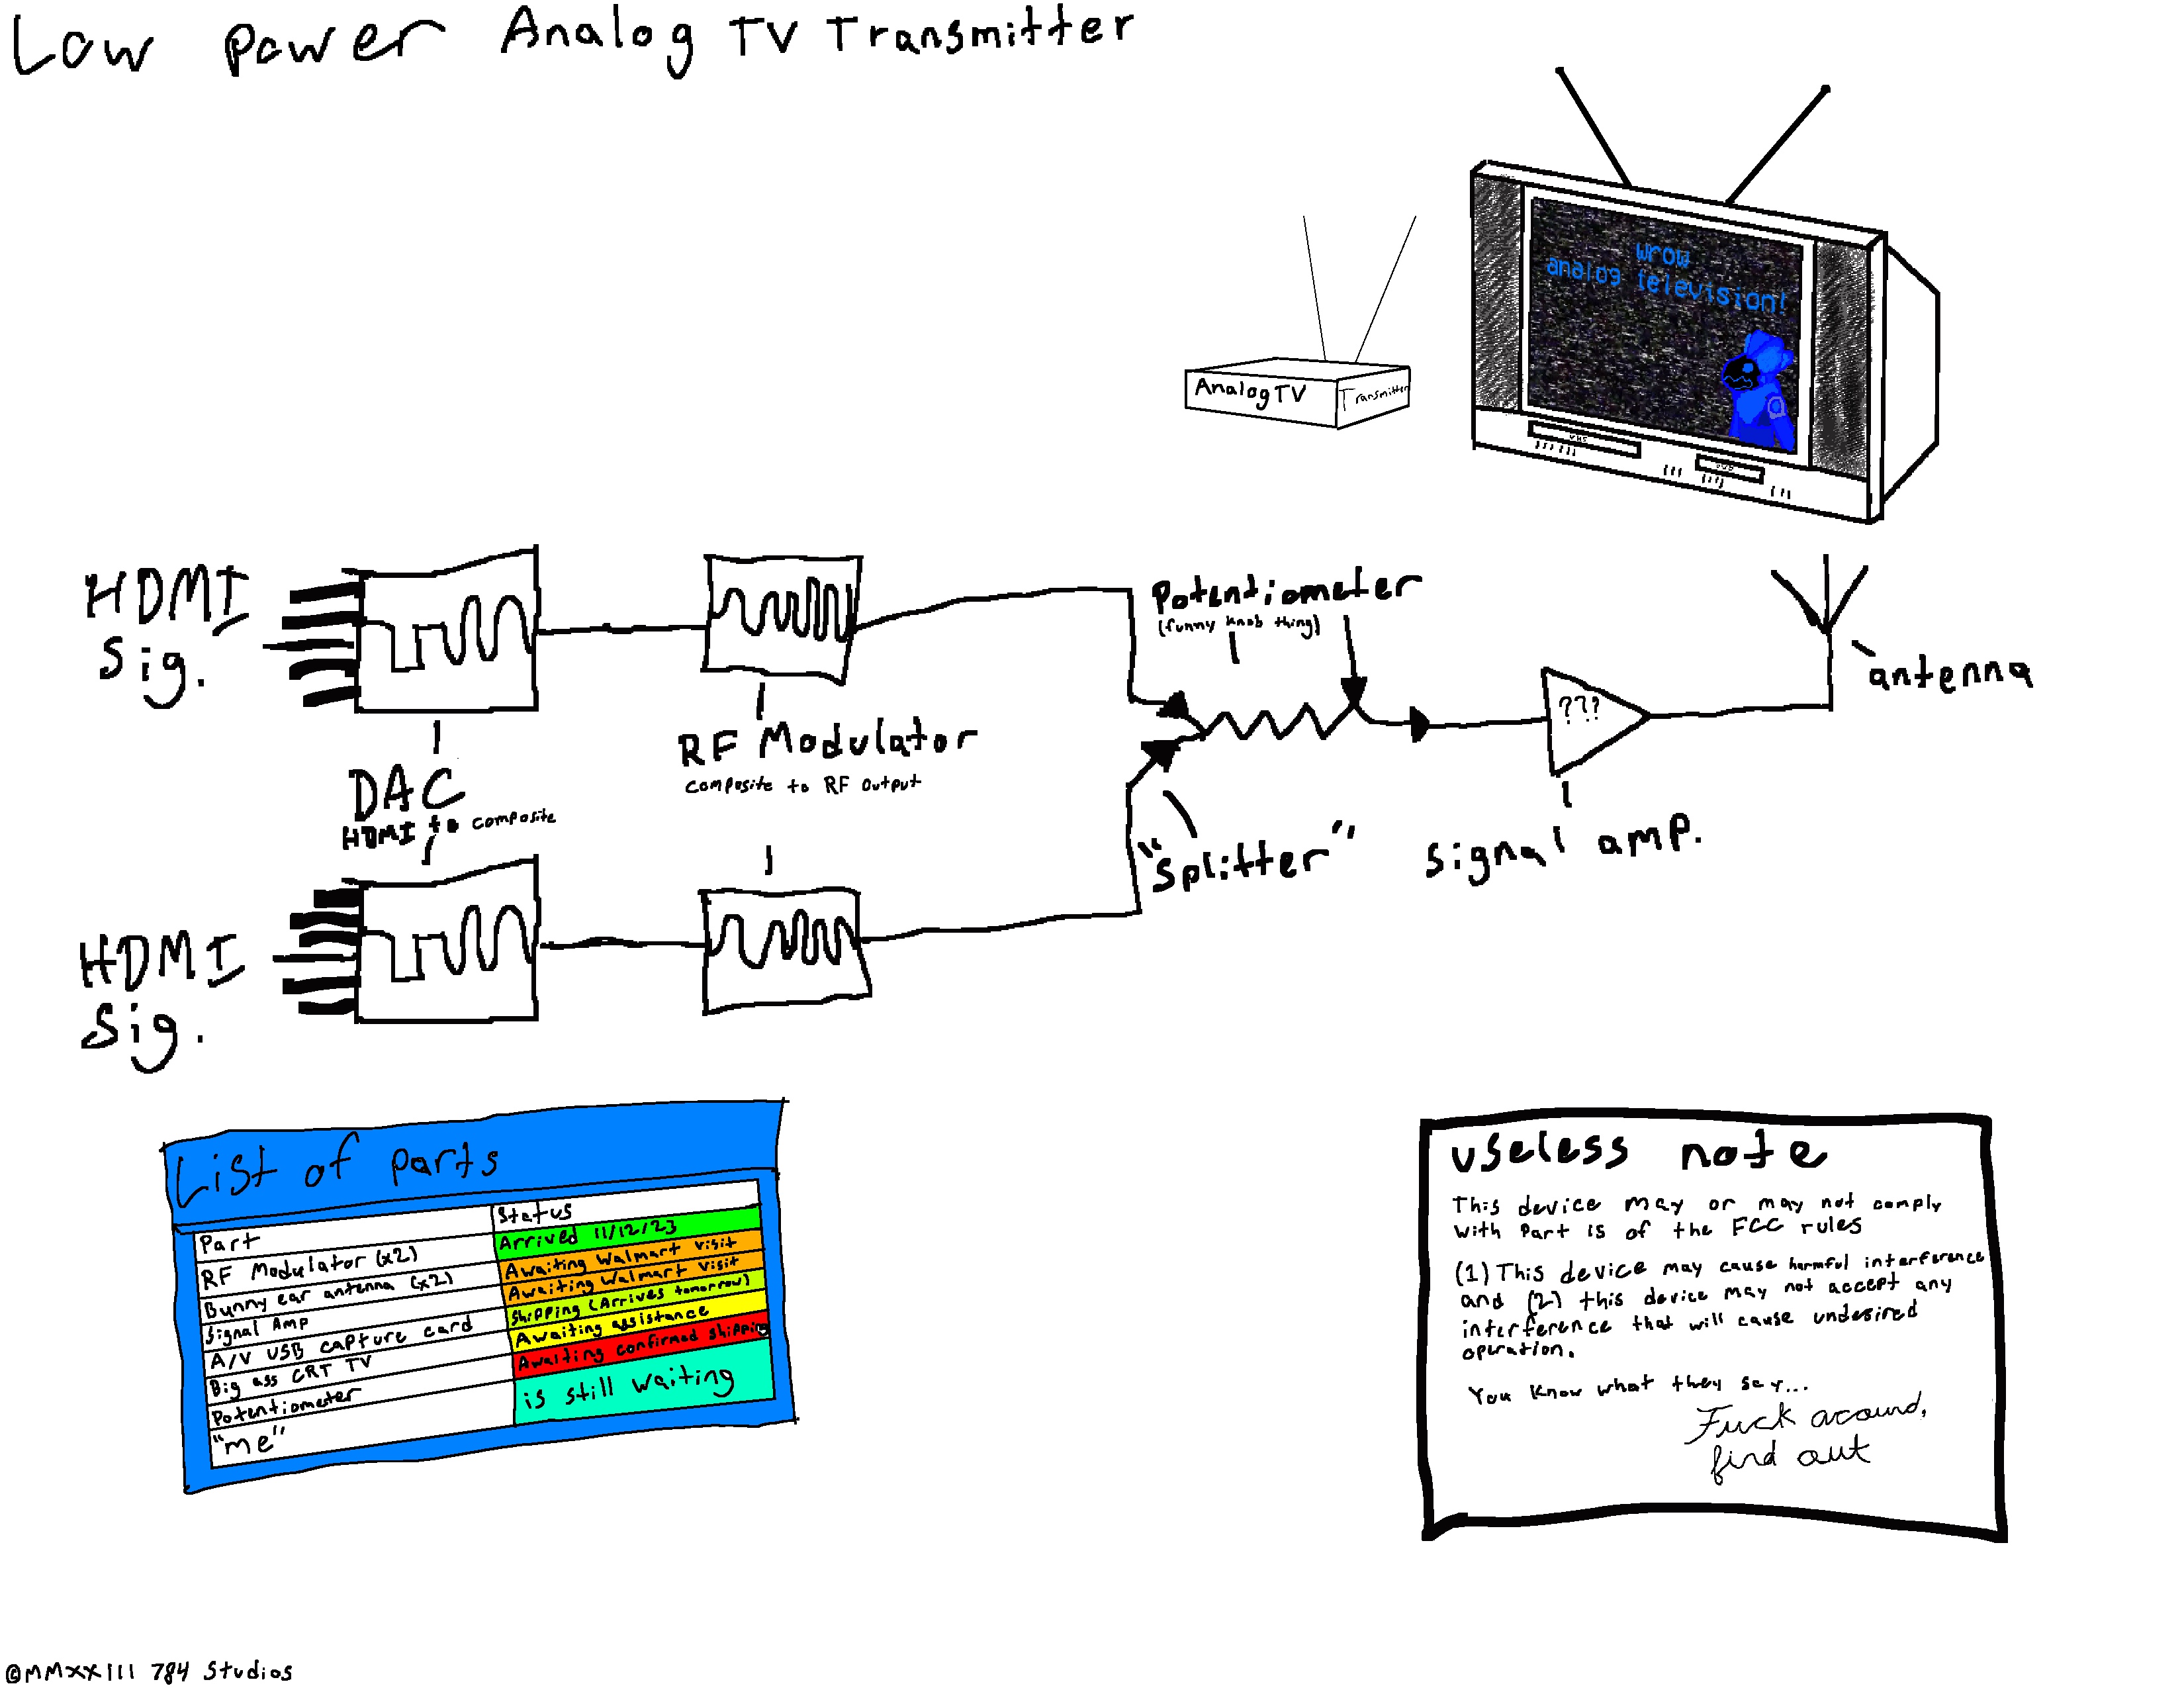 Low power Analog TV Transmitter
wrow
analog television!
Analog TV Transmitter
VHS
DVD
HDMI
sig.
DAC
HDMI to composite
RF Modulator
composite to RF output
Potentiometer
(funny knob thing)
"splitter"
???
signal amp.
antenna
HDMI
sig.
List of parts
Part Status
RF Modulator (x2) Arrived 11/12/23
Bunny ear antenna (x2) Awaiting Walmart visit
Signal Amp Awaiting Walmart visit
A/V USB capture card Shipping (Arrives tomorrow)
Big ass CRT TV Awaiting assistance
Potentiometer Awaiting confirmed shipping
"me" is still waiting
useless note
This device may or may not comply
with Part 15 of the FCC rules
(1) This device may cause harmful interference
and (2) this device may not accept any
interference that will cause undesired
operation.
You know what they say...
Fuck around,
find out
©MMXXIII 784 Studios